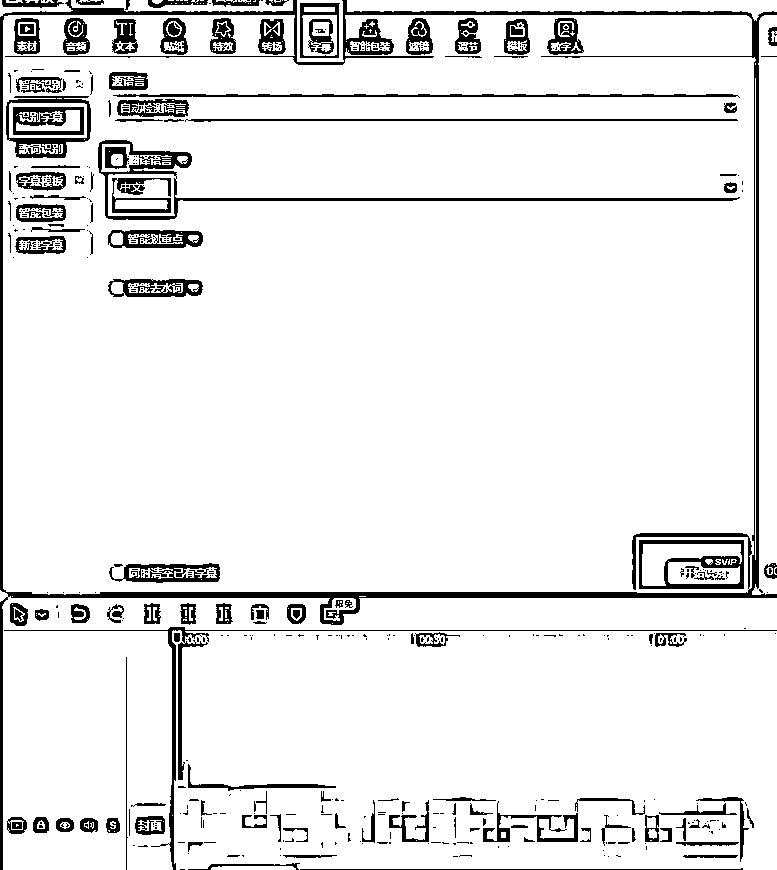 素材 音频 文本 贴纸 特效 转场 字幕 智能包装 滤镜 调节 模板 数字人
智能识别
识别字幕
歌词识别
字幕模板
智能包装
新建字幕
源语言
自动检测语言
翻译语言
中文
智能划重点
智能去水词
同时清空已有字幕
SVIP
开始识别
限免
00:00 00:30 01:00
封面